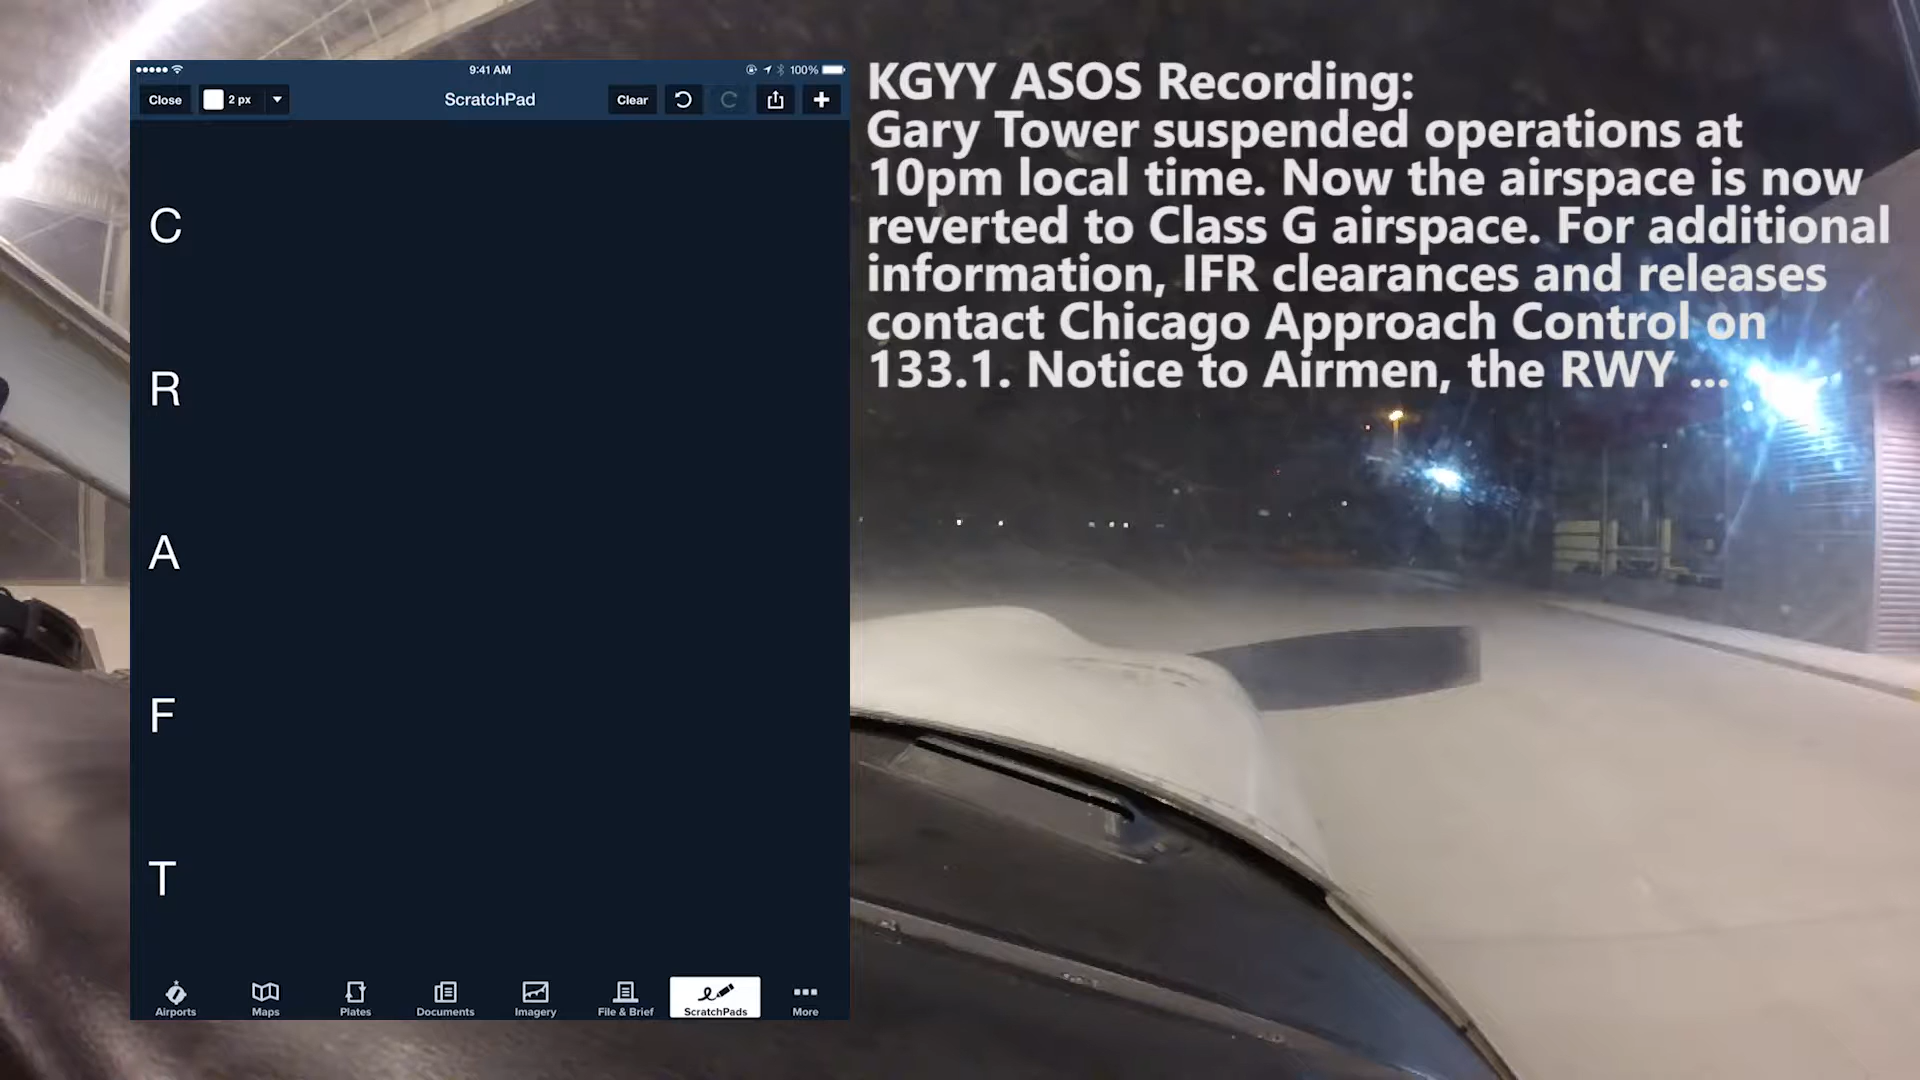 9:41 AM
100%
Close
2 px
ScratchPad
Clear
C
R
A
F
T
Airports
Maps
Plates
Documents
Imagery
File & Brief
ScratchPads
More
KGYY ASOS Recording:
Gary Tower suspended operations at
10pm local time. Now the airspace is now
reverted to Class G airspace. For additional
information, IFR clearances and releases
contact Chicago Approach Control on
133.1. Notice to Airmen, the RWY ...